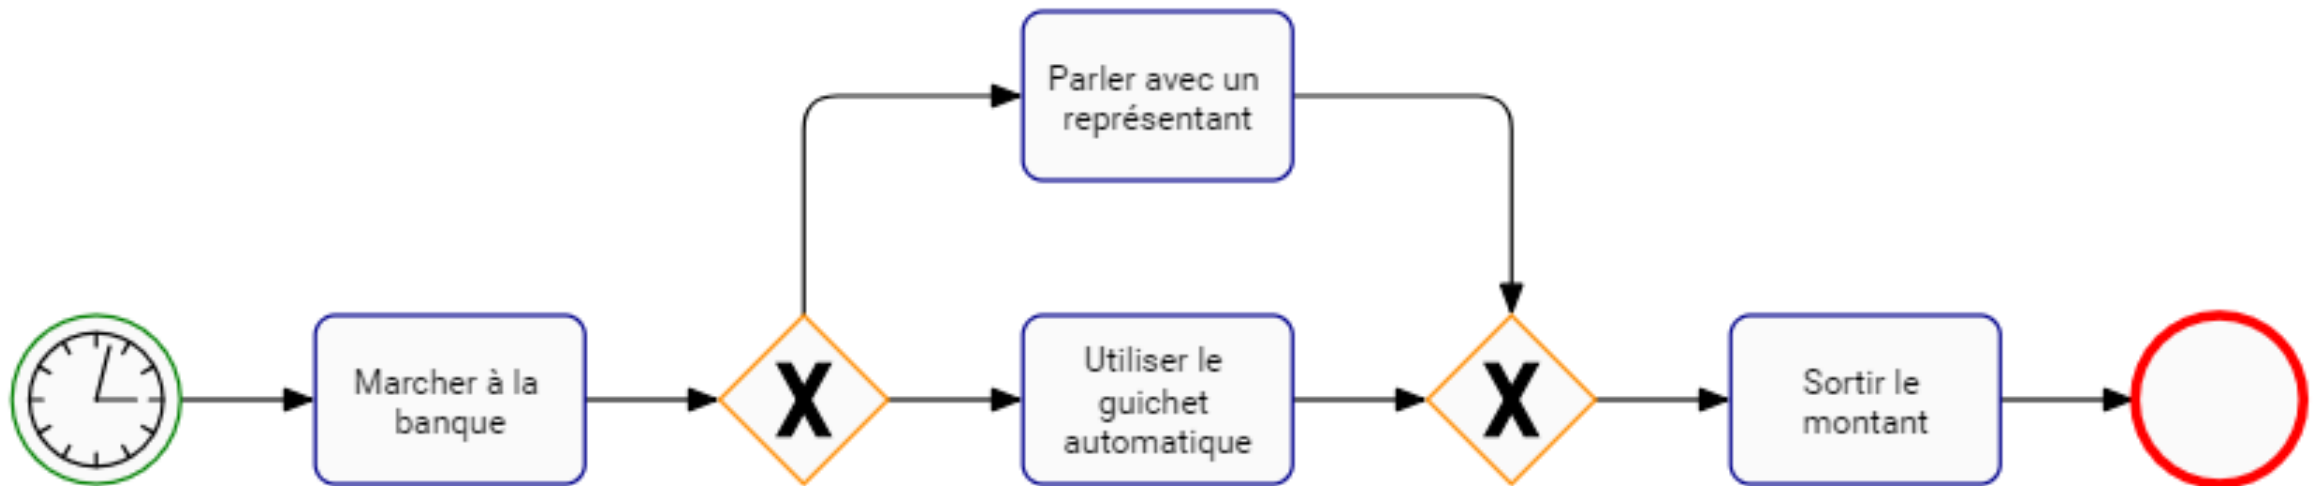 Parler avec un
représentant
Marcher à la
banque
X
Utiliser le
guichet
automatique
X
Sortir le
montant